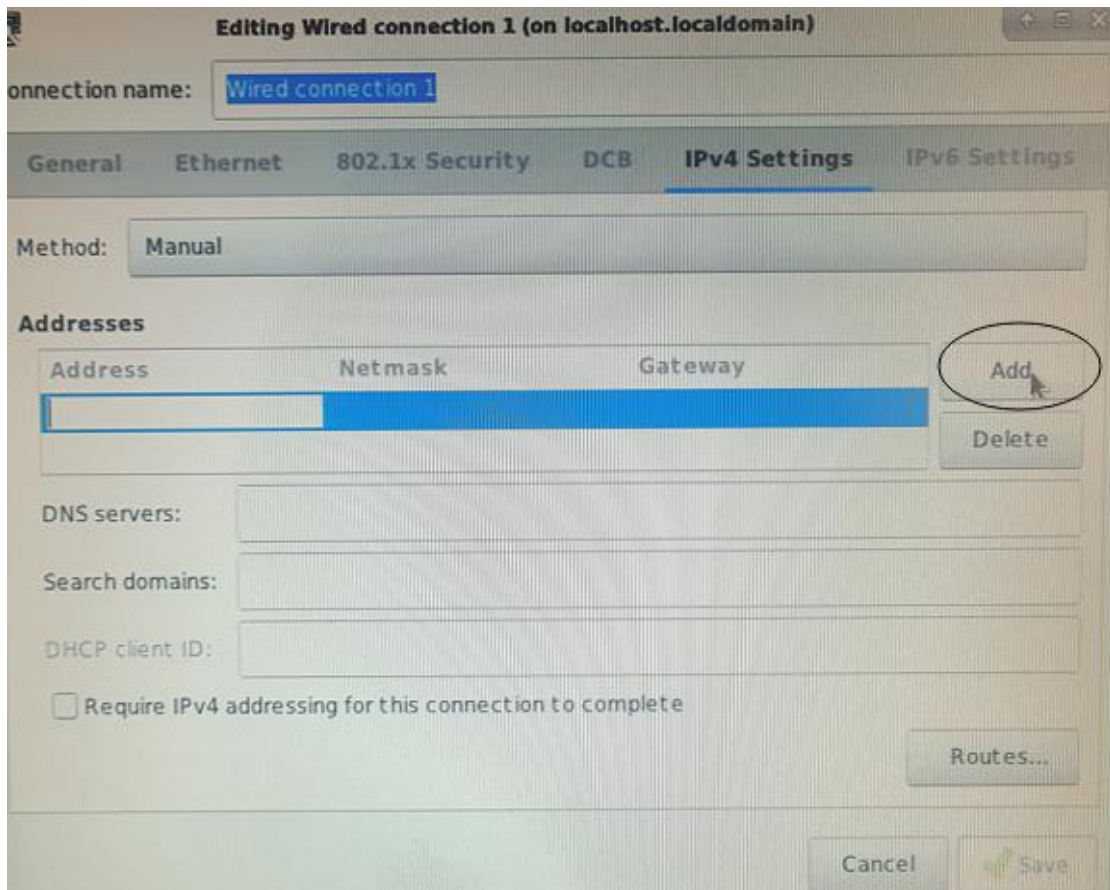 Editing Wired connection 1 (on localhost.localdomain)
onnection name: Wired connection 1
General Ethernet 802.1x Security DCB IPv4 Settings IPv6 Settings
Method: Manual
Addresses
Address Netmask Gateway Add
Delete
DNS servers:
Search domains:
DHCP client ID:
Require IPv4 addressing for this connection to complete
Routes...
Cancel Save